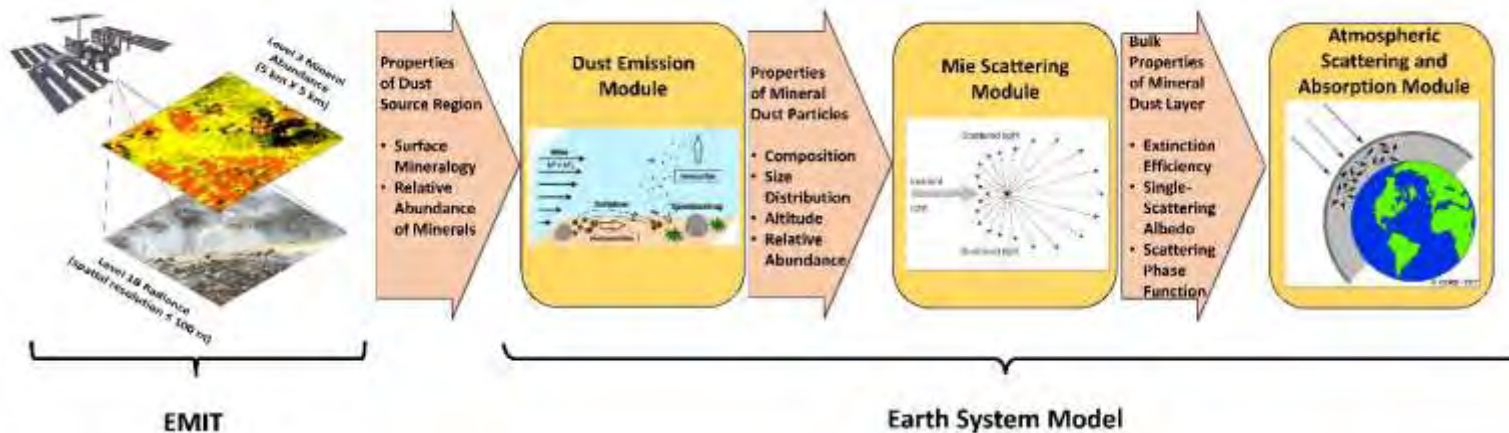 Level 3 Mineral
Abundance
(5 km X 5 km)
Level 1B Radiance
(spatial resolution ≤ 100 m)
EMIT
Properties
of Dust
Source Region
• Surface
Mineralogy
• Relative
Abundance
of Minerals
Dust Emission
Module
Saltation
Sandblasting
Properties
of Mineral
Dust Particles
• Composition
• Size
Distribution
• Altitude
• Relative
Abundance
Mie Scattering
Module
Scattered light
Incident
Light
Scattered light
Bulk
Properties
of Mineral
Dust Layer
• Extinction
Efficiency
• Single-
Scattering
Albedo
• Scattering
Phase
Function
Atmospheric
Scattering and
Absorption Module
Earth System Model